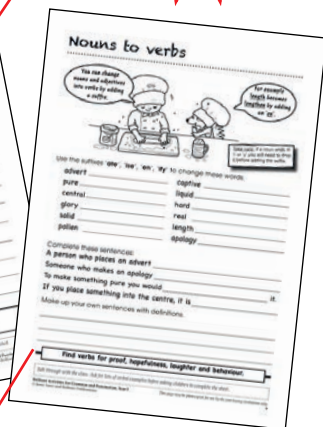 Nouns to verbs
You can change
nouns and adjectives
into verbs by adding
a suffix.
For example
length becomes
lengthen by adding
an 'en'.
Use the suffixes 'ate', 'ise', 'en', 'ify' to change these words.
advert
captive
pure
liquid
central
hard
glory
real
solid
length
pollen
apology
Complete these sentences:
A person who places an advert
Someone who makes an apology
To make something pure you would it.
If you place something into the centre, it is
Make up your own sentences with definitions.
Find verbs for proof, hopefulness, laughter and behaviour.